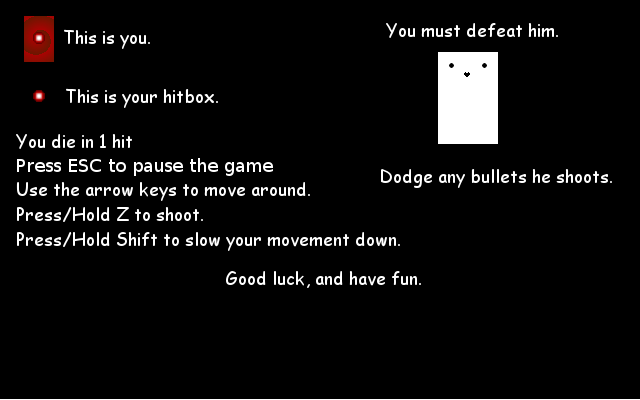 This is you.
This is your hitbox.
You die in 1 hit
Press ESC to pause the game
Use the arrow keys to move around.
Press/Hold Z to shoot.
Press/Hold Shift to slow your movement down.
You must defeat him.
Dodge any bullets he shoots.
Good luck, and have fun.